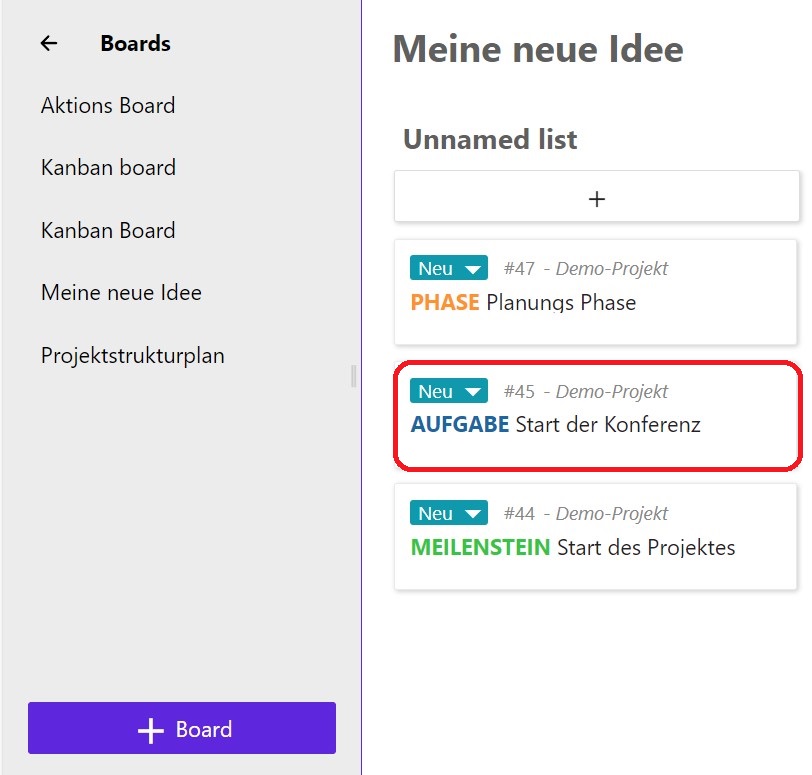 Boards
Aktions Board
Kanban board
Kanban Board
Meine neue Idee
Projektstrukturplan
+ Board
Meine neue Idee
Unnamed list
+
Neu #47 - Demo-Projekt
PHASE Planungs Phase
Neu #45 - Demo-Projekt
AUFGABE Start der Konferenz
Neu #44 - Demo-Projekt
MEILENSTEIN Start des Projektes